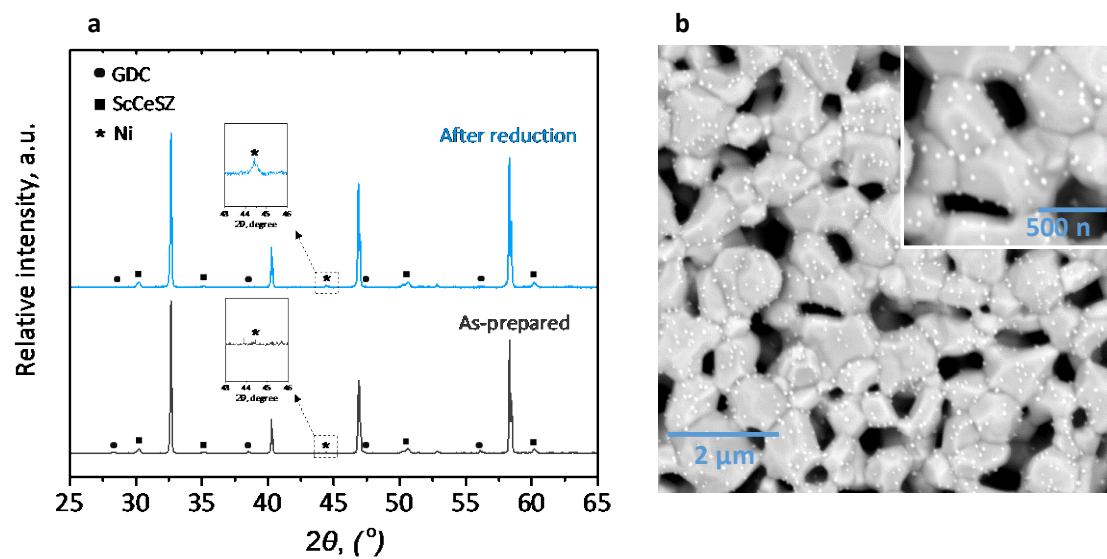 a
b
GDC
ScCeSZ
* Ni
After reduction
*
43 44 45 46
2θ, degree
*
As-prepared
*
43 44 45 46
2θ, degree
*
25 30 35 40 45 50 55 60 65
2θ, (°)
Relative intensity, a.u.
500 n
2 µm